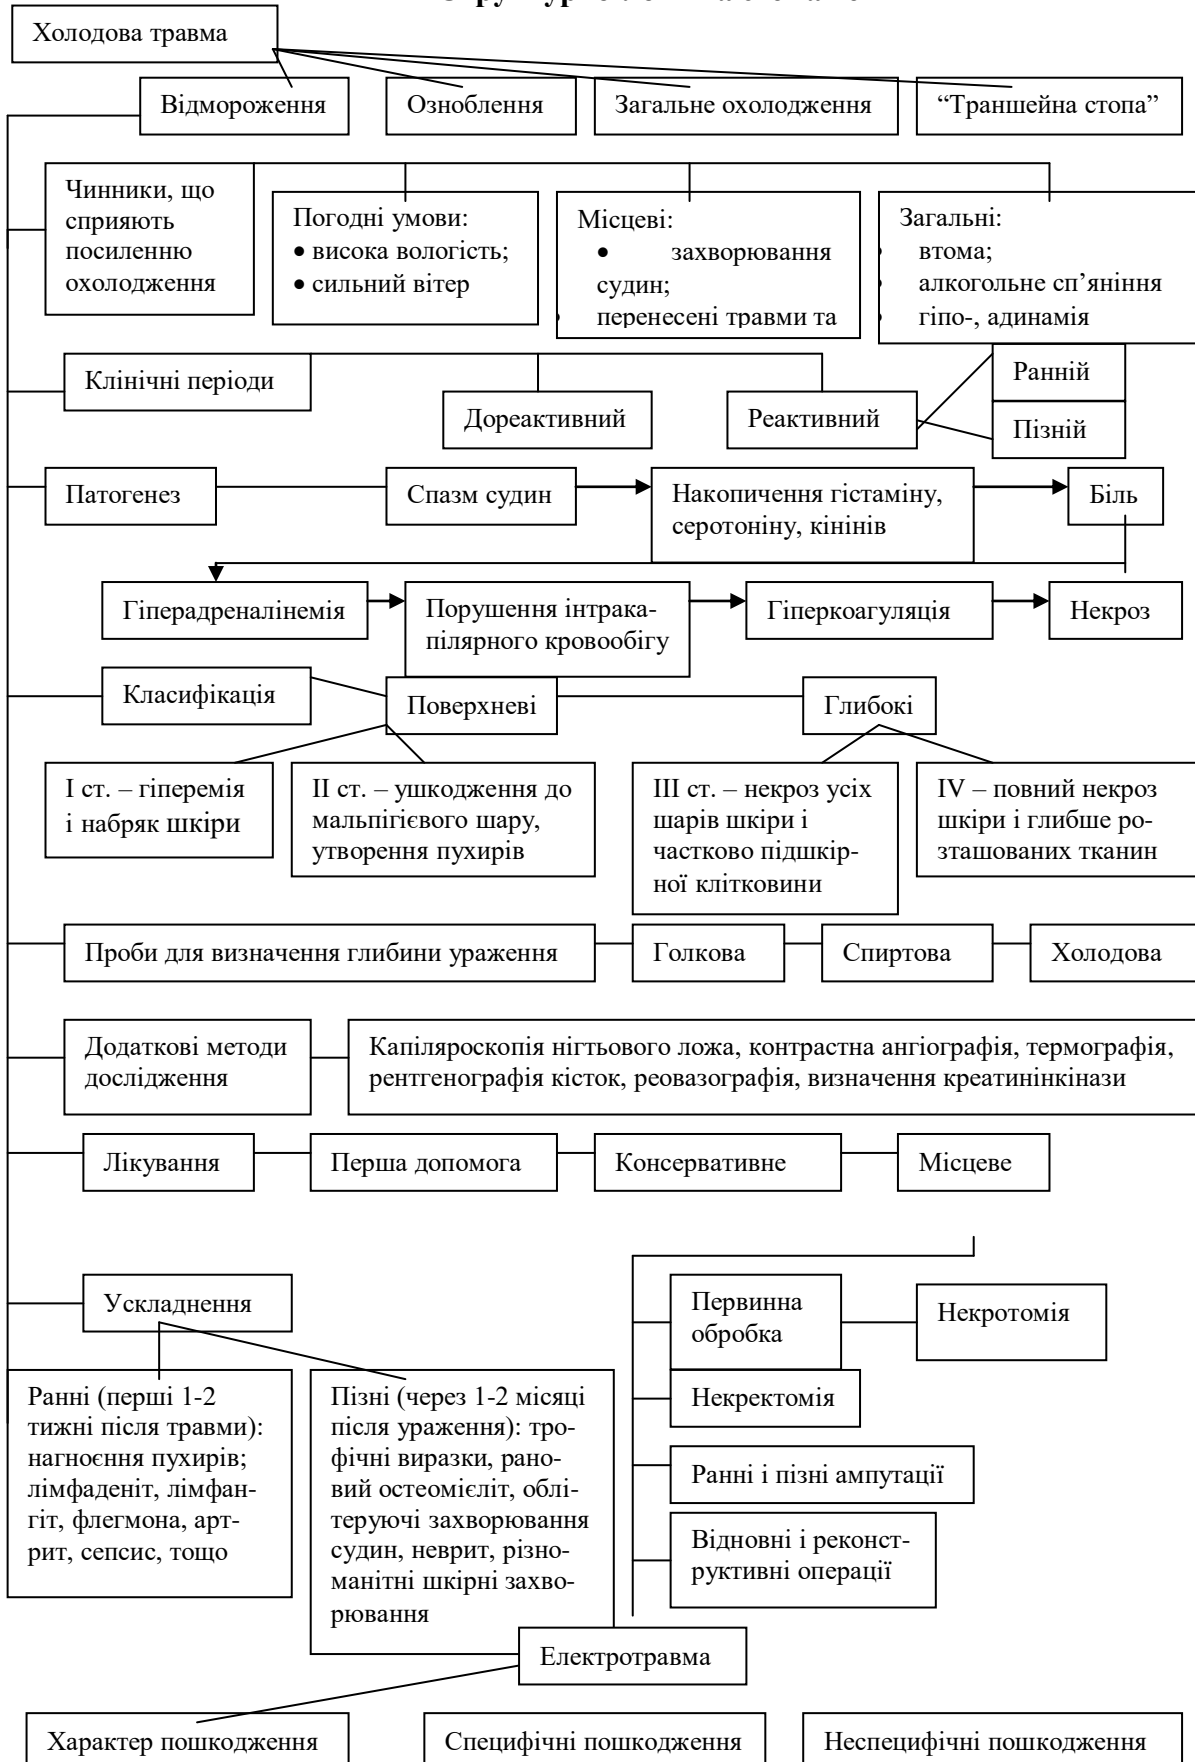 Холодова травма
Відмороження
Ознoблення
Загальне охолодження
“Траншейна стопа”
Чинники, що
сприяють
посиленню
охолодження
Погодні умови:
• висока вологість;
• сильний вітер
Місцеві:
• захворювання
судин;
перенесені травми та
Загальні:
втома;
алкогольне сп’яніння
гіпо-, адинамія
Клінічні періоди
Дореактивний
Реактивний
Ранній
Пізній
Патогенез
Спазм судин
Накопичення гістаміну,
серотоніну, кінінів
Біль
Гіперадреналінемія
Порушення інтрака-
пілярного кровообігу
Гіперкоагуляція
Некроз
Класифікація
Поверхневі
Глибокі
І ст. – гіперемія
і набряк шкіри
ІІ ст. – ушкодження до
мальпігієвого шару,
утворення пухирів
ІІІ ст. – некроз усіх
шарів шкіри і
частково підшкір-
ної клітковини
IV – повний некроз
шкіри і глибше ро-
зташованих тканин
Проби для визначення глибини ураження
Голкова
Спиртова
Холодова
Додаткові методи
дослідження
Капіляроскопія нігтьового ложа, контрастна ангіографія, термографія,
рентгенографія кісток, реовазографія, визначення креатинінкінази
Лікування
Перша допомога
Консервативне
Місцеве
Ускладнення
Первинна
обробка
Некротомія
Некректомія
Ранні і пізні ампутації
Відновні і реконст-
руктивні операції
Ранні (перші 1-2
тижні після травми):
нагноєння пухирів;
лімфаденіт, лімфан-
гіт, флегмона, арт-
рит, сепсис, тощо
Пізні (через 1-2 місяці
після ураження): тро-
фічні виразки, рано-
вий остеомієліт, облі-
теруючі захворювання
судин, неврит, різно-
манітні шкірні захво-
рювання
Електротравма
Характер пошкодження
Специфічні пошкодження
Неспецифічні пошкодження